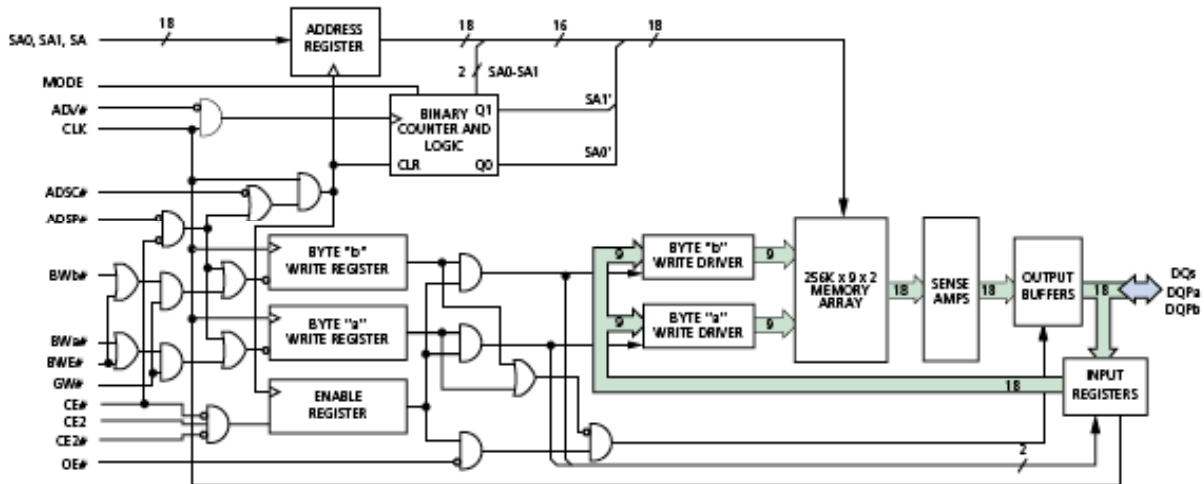 SA0, SA1, SA
18
ADDRESS
REGISTER
18
16
18
2
SA0-SA1
MODE
ADV#
CLK
BINARY
COUNTER AND
LOGIC
Q1
CLR
Q0
SA1'
SA0'
ADSC#
ADSP#
BYTE "b"
WRITE REGISTER
9
BYTE "b"
WRITE DRIVER
9
256K x 9 x 2
MEMORY
ARRAY
18
SENSE
AMPS
18
OUTPUT
BUFFERS
18
DQs
DQPa
DQPb
BWb#
BYTE "a"
WRITE REGISTER
9
BYTE "a"
WRITE DRIVER
9
BWa#
BWE#
GW#
CE#
CE2
CE2#
OE#
ENABLE
REGISTER
18
INPUT
REGISTERS
2